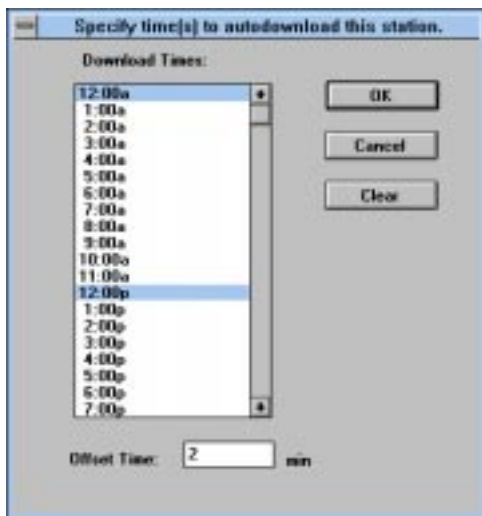 Specify time(s) to autodownload this station.
Download Times:
12:00a
1:00a
2:00a
3:00a
4:00a
5:00a
6:00a
7:00a
8:00a
9:00a
10:00a
11:00a
12:00p
1:00p
2:00p
3:00p
4:00p
5:00p
6:00p
7:00p
OK
Cancel
Clear
Offset Time: 2 min